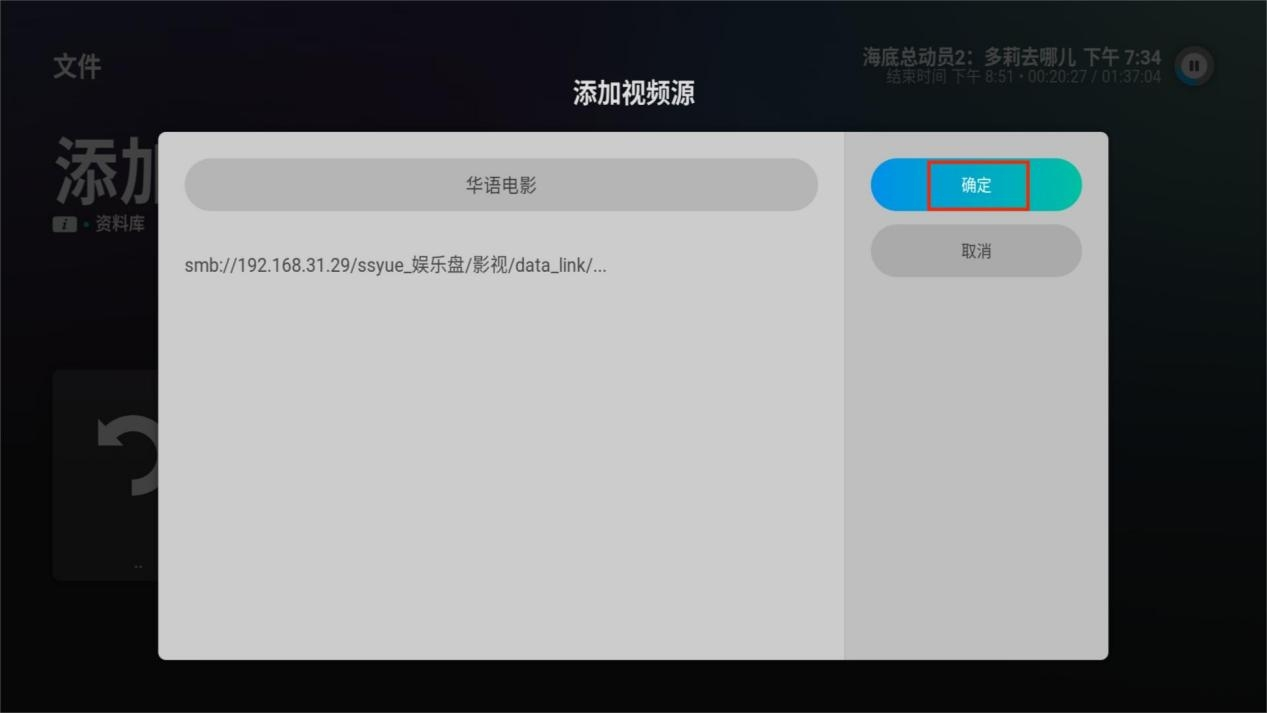 文件
海底总动员2：多莉去哪儿 下午 7:34
结束时间 下午 8:51 • 00:20:27 / 01:37:04
添加视频源
添加
i • 资料库
华语电影
确定
smb://192.168.31.29/ssyue_娱乐盘/影视/data_link/...
取消
..